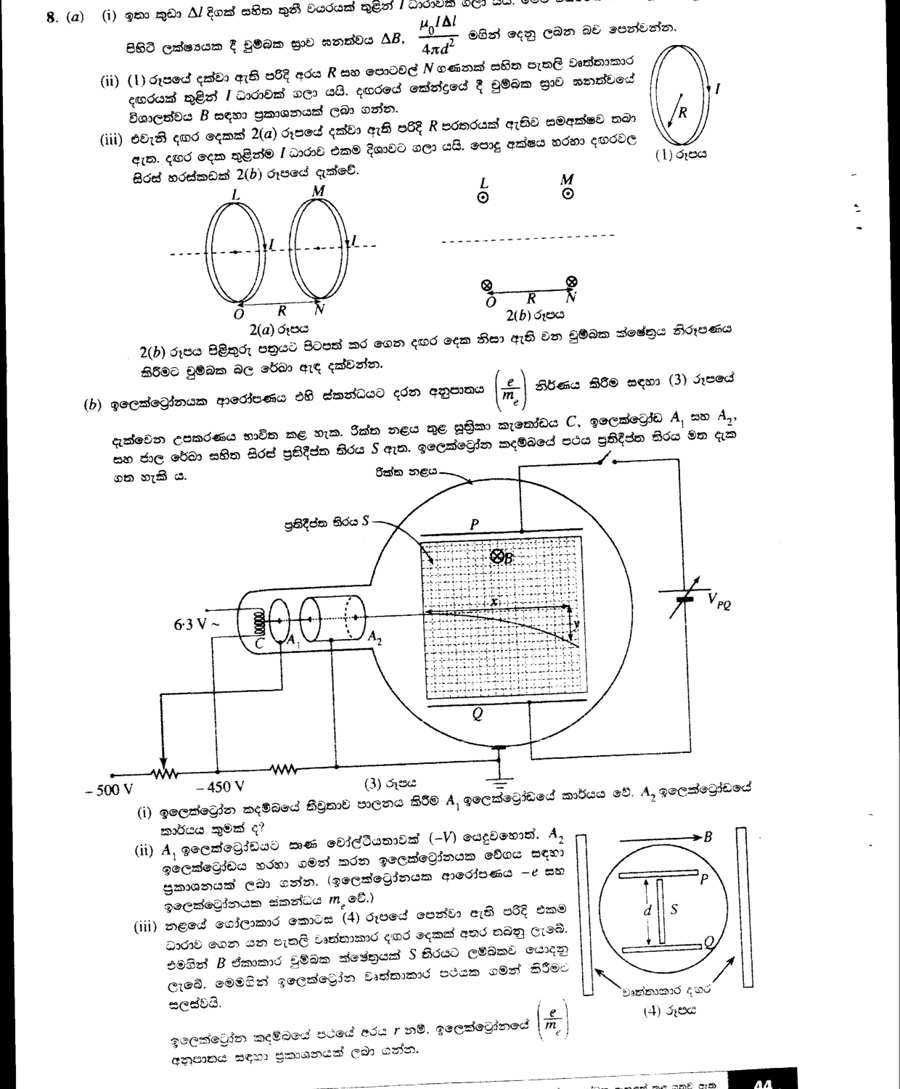 8. (a) (i) ඉතා කුඩා Δl දිගක් සහිත තුනී වයරයක් තුළින් I ධාරාවක් ගලා යයි.
පිහිටි ලක්ෂ්‍යයක දී චුම්බක ස්‍රාව ඝනත්වය ΔB, μ₀IΔl/4πd² මගින් දෙනු ලබන බව පෙන්වන්න.
(ii) (1) රූපයේ දක්වා ඇති පරිදි අරය R සහ පොටවල් N ගණනක් සහිත පැතලි වෘත්තාකාර
දඟරයක් තුළින් I ධාරාවක් ගලා යයි. දඟරයේ කේන්ද්‍රයේ දී චුම්බක ස්‍රාව ඝනත්වයේ
විශාලත්වය B සඳහා ප්‍රකාශනයක් ලබා ගන්න.
I
R
(1) රූපය
(iii) එවැනි දඟර දෙකක් 2(a) රූපයේ දක්වා ඇති පරිදි R පරතරයක් ඇතිව සමඅක්ෂව තබා
ඇත. දඟර දෙක තුළින්ම I ධාරාව එකම දිශාවට ගලා යයි. පොදු අක්ෂය හරහා දඟරවල
සිරස් හරස්කඩක් 2(b) රූපයේ දැක්වේ.
L M
I I
O R N
2(a) රූපය
L M
O R N
2(b) රූපය
2(b) රූපය පිළිතුරු පත්‍රයට පිටපත් කර ගෙන දඟර දෙක නිසා ඇති වන චුම්බක ක්ෂේත්‍රය නිරූපණය
කිරීමට චුම්බක බල රේඛා ඇඳ දක්වන්න.
(b) ඉලෙක්ට්‍රෝනයක ආරෝපණය එහි ස්කන්ධයට දරන අනුපාතය (e/mₑ) නිර්ණය කිරීම සඳහා (3) රූපයේ
දැක්වෙන උපකරණය භාවිත කළ හැක. රික්ත නළය තුළ සූත්‍රිකා කැතෝඩය C, ඉලෙක්ට්‍රෝඩ A₁ සහ A₂,
සහ ජාල රේඛා සහිත සිරස් ප්‍රතිදීප්ත තිරය S ඇත. ඉලෙක්ට්‍රෝන කදම්බයේ පථය ප්‍රතිදීප්ත තිරය මත දැක
ගත හැකි ය.
රික්ත නළය
ප්‍රතිදීප්ත තිරය S
P
B
x
y
V_PQ
6·3 V ~
C A₁ A₂
Q
– 500 V – 450 V (3) රූපය
(i) ඉලෙක්ට්‍රෝන කදම්බයේ තීව්‍රතාව පාලනය කිරීම A₁ ඉලෙක්ට්‍රෝඩයේ කාර්යය වේ. A₂ ඉලෙක්ට්‍රෝඩයේ
කාර්යය කුමක් ද?
(ii) A₁ ඉලෙක්ට්‍රෝඩයට ඍණ වෝල්ටීයතාවක් (–V) යෙදුවහොත්, A₂
ඉලෙක්ට්‍රෝඩය හරහා ගමන් කරන ඉලෙක්ට්‍රෝනයක වේගය සඳහා
ප්‍රකාශනයක් ලබා ගන්න. (ඉලෙක්ට්‍රෝනයක ආරෝපණය –e සහ
ඉලෙක්ට්‍රෝනයක ස්කන්ධය mₑ වේ.)
(iii) නළයේ ගෝලාකාර කොටස (4) රූපයේ පෙන්වා ඇති පරිදි එකම
ධාරාව ගෙන යන පැතලි වෘත්තාකාර දඟර දෙකක් අතර තබනු ලැබේ.
එමගින් B ඒකාකාර චුම්බක ක්ෂේත්‍රයක් S තිරයට ලම්බකව යොදනු
ලැබේ. මෙමගින් ඉලෙක්ට්‍රෝන වෘත්තාකාර පථයක ගමන් කිරීමට
සලස්වයි.
B
P
d S
Q
වෘත්තාකාර දඟර
(4) රූපය
ඉලෙක්ට්‍රෝන කදම්බයේ පථයේ අරය r නම්, ඉලෙක්ට්‍රෝනයේ (e/mₑ)
අනුපාතය සඳහා ප්‍රකාශනයක් ලබා ගන්න.
44